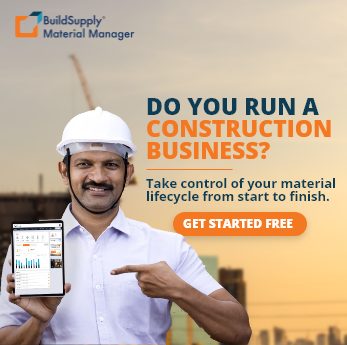 BuildSupply®
Material Manager
DO YOU RUN A
CONSTRUCTION
BUSINESS?
Take control of your material
lifecycle from start to finish.
GET STARTED FREE